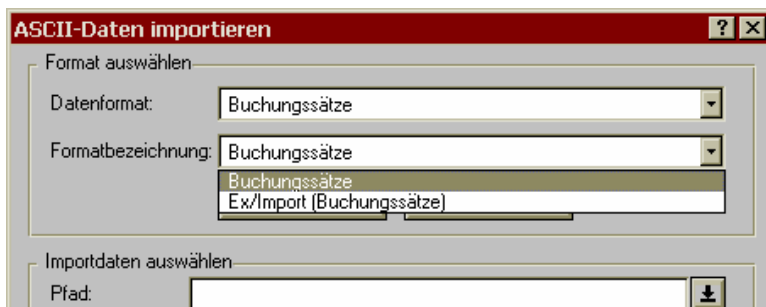 ASCII-Daten importieren
Format auswählen
Datenformat: Buchungssätze
Formatbezeichnung: Buchungssätze
Buchungssätze
Ex/Import (Buchungssätze)
Importdaten auswählen
Pfad: